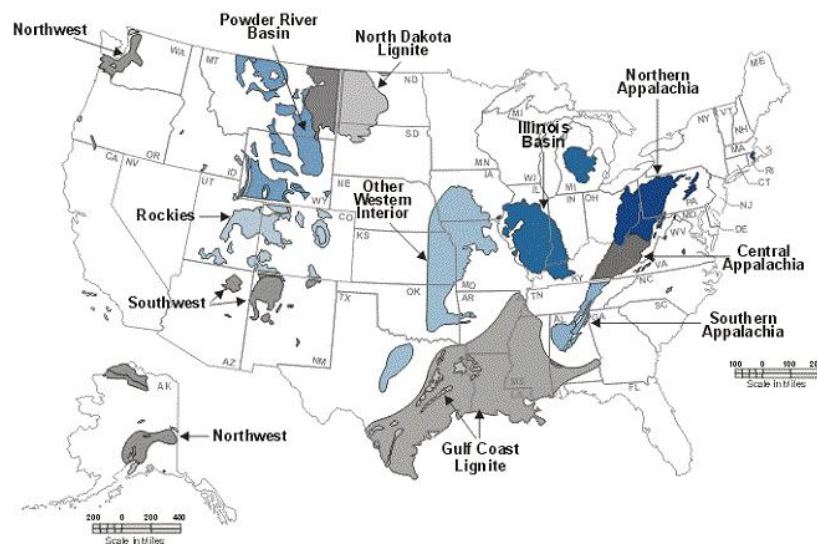 Northwest
Powder River
Basin
North Dakota
Lignite
Northern
Appalachia
Illinois
Basin
Other
Western
Interior
Rockies
Southwest
Central
Appalachia
Southern
Appalachia
Gulf Coast
Lignite
Northwest
WA
MT
ND
ME
OR
ID
SD
MN
MI
NY
VT
NH
MA
RI
CT
CA
NV
UT
WY
NE
IA
WI
IL
MI
IN
OH
PA
NJ
MD
DE
WV
VA
CO
KS
MO
KY
NC
TN
SC
AZ
NM
TX
OK
AR
AL
GA
MS
LA
FL
AK
100 0 100 20
Scale in Miles
200 0 200 400
Scale in Miles